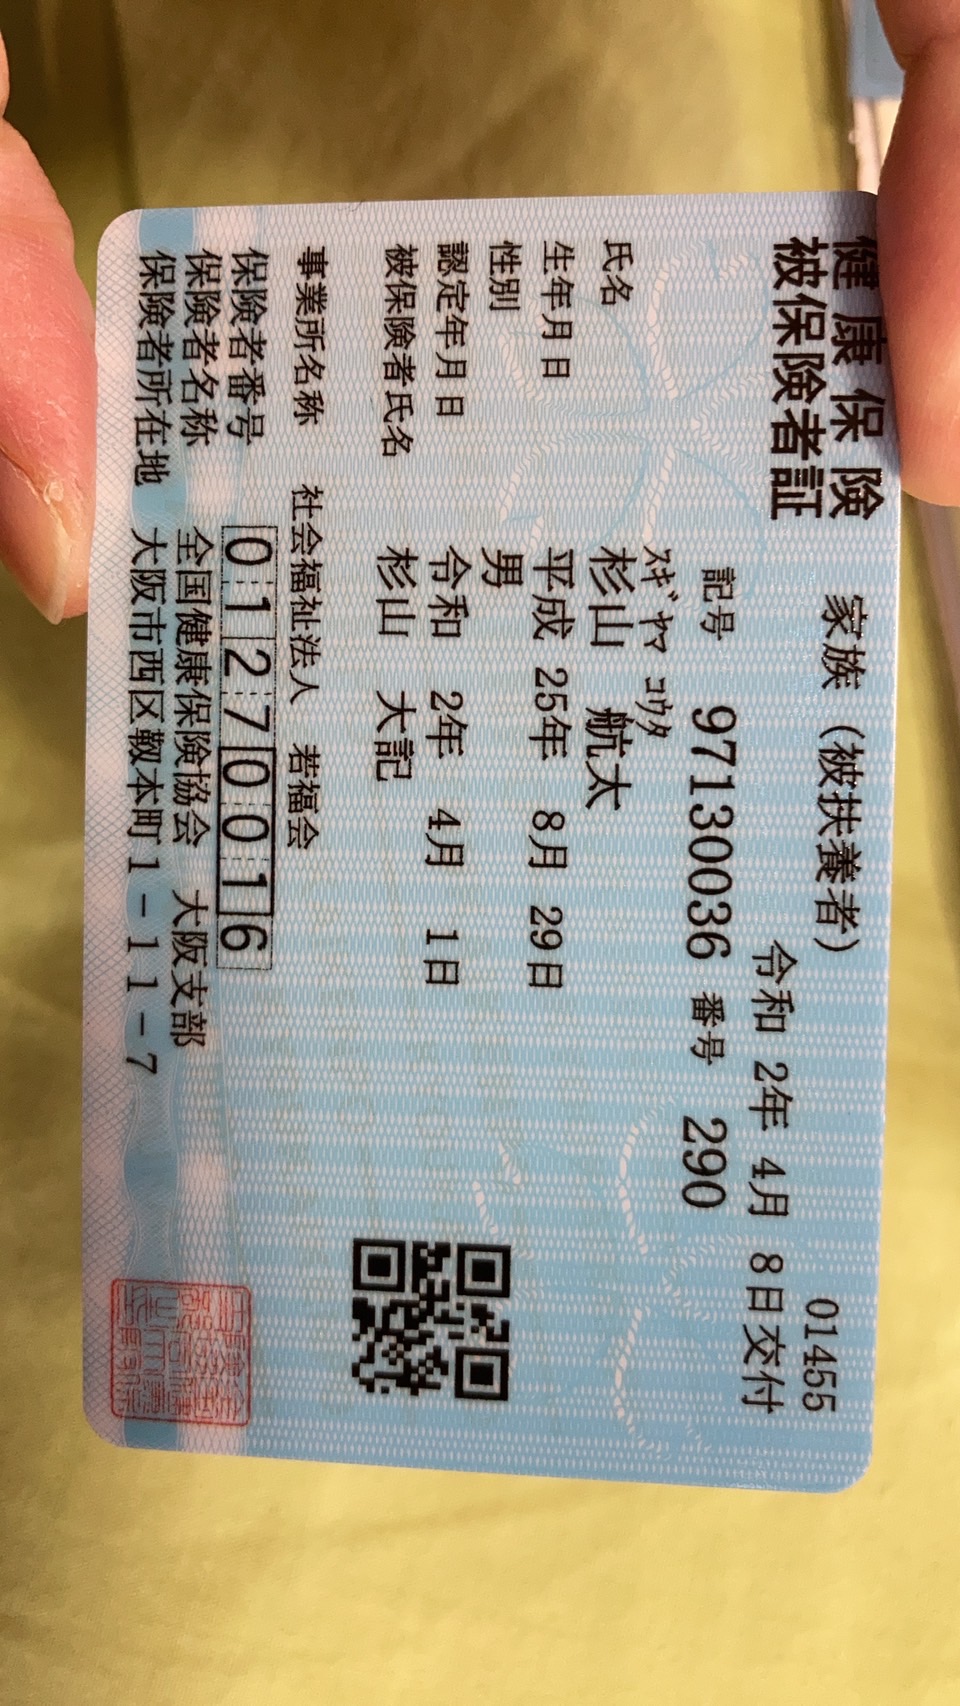 健康保険 家族（被扶養者） 01455
被保険者証 令和 2年 4月 8日交付
記号 97130036 番号 290
ｽｷﾞﾔﾏ ｺｳﾀ
氏名 杉山 航太
生年月日 平成 25年 8月 29日
性別 男
認定年月日 令和 2年 4月 1日
被保険者氏名 杉山 大記
事業所名称 社会福祉法人 若福会
保険者番号 01270016
保険者名称 全国健康保険協会 大阪支部
保険者所在地 大阪市西区靱本町1-11-7